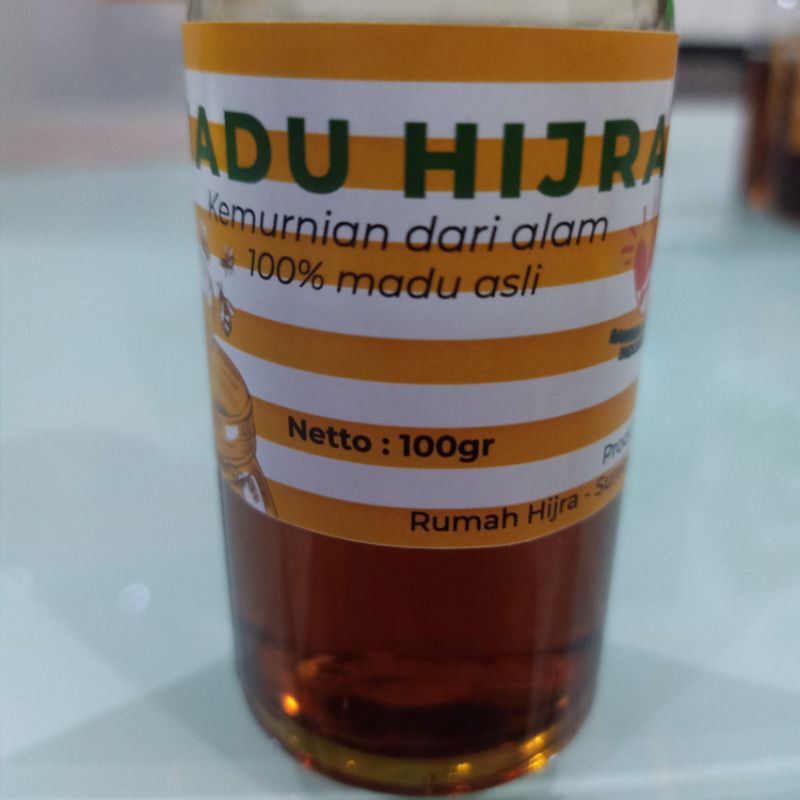 ADU HIJRA
Kemurnian dari alam
100% madu asli
Netto : 100gr
Rumah Hijra -